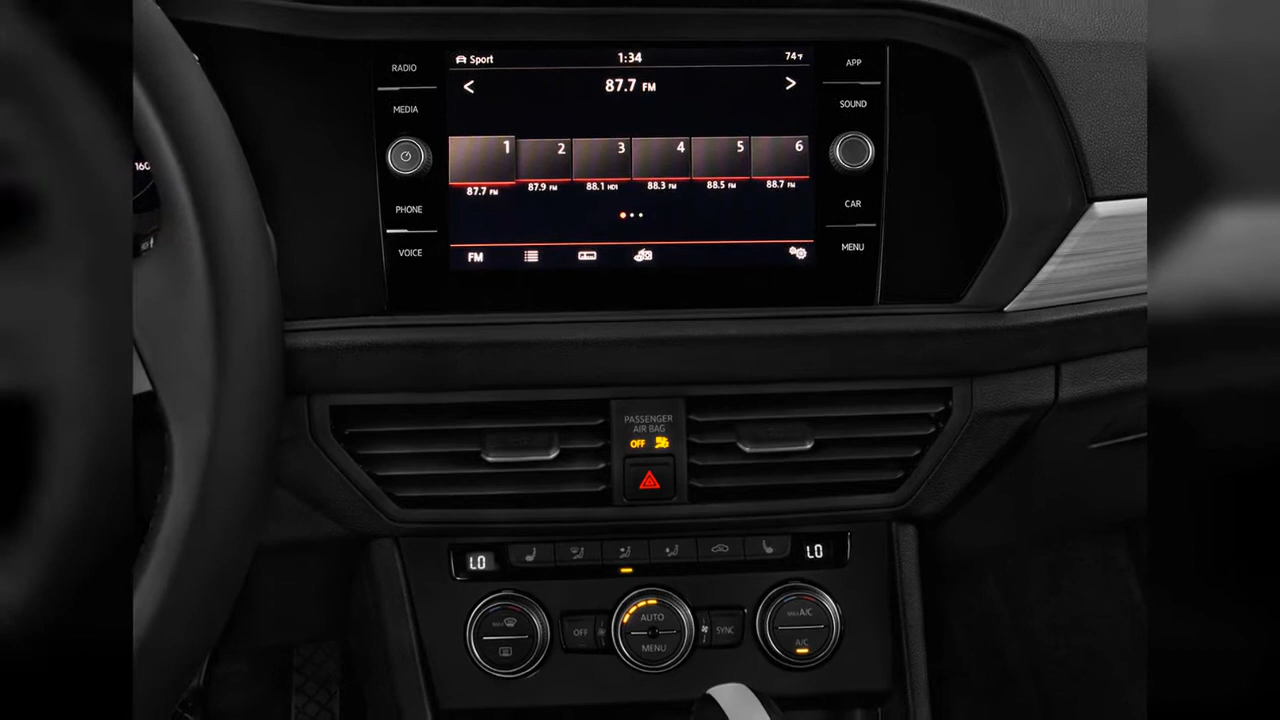 RADIO
MEDIA
PHONE
VOICE
160
Sport
1:34
74°F
< 87.7 FM >
1 2 3 4 5 6
87.7 FM 87.9 FM 88.1 HD1 88.3 FM 88.5 FM 88.7 FM
FM
APP
SOUND
CAR
MENU
PASSENGER
AIR BAG
OFF
LO LO
MAX
OFF
AUTO
MENU
SYNC
MAX A/C
A/C